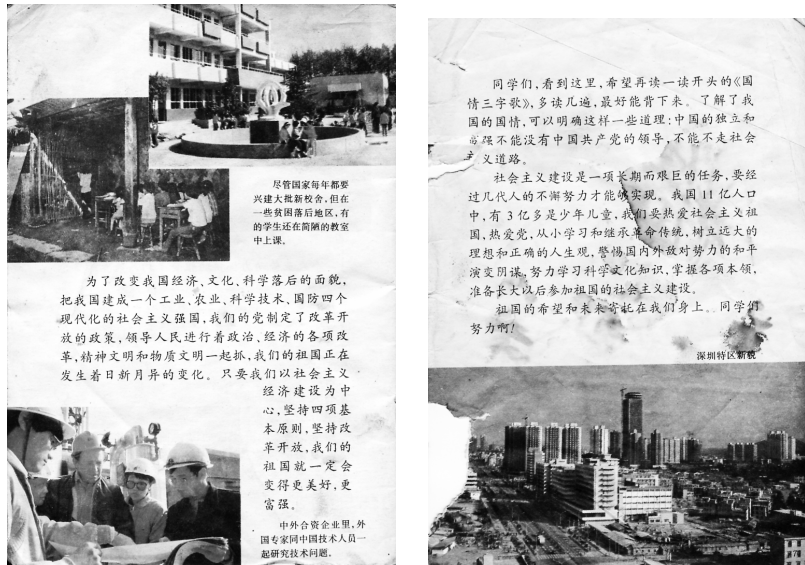 尽管国家每年都要
兴建大批新校舍,但在
一些贫困落后地区,有
的学生还在简陋的教室
中上课。
为了改变我国经济、文化、科学落后的面貌,
把我国建成一个工业、农业、科学技术、国防四个
现代化的社会主义强国,我们的党制定了改革开
放的政策,领导人民进行着政治、经济的各项改
革,精神文明和物质文明一起抓,我们的祖国正在
发生着日新月异的变化。只要我们以社会主义
经济建设为中
心,坚持四项基
本原则,坚持改
革开放,我们的
祖国就一定会
变得更美好,更
富强。
中外合资企业里,外
国专家同中国技术人员一
起研究技术问题。
同学们,看到这里,希望再读一读开头的《国
情三字歌》,多读几遍,最好能背下来。了解了我
国的国情,可以明确这样一些道理:中国的独立和
富强不能没有中国共产党的领导,不能不走社会
主义道路。
社会主义建设是一项长期而艰巨的任务,要经
过几代人的不懈努力才能够实现。我国11亿人口
中,有3亿多是少年儿童,我们要热爱社会主义祖
国,热爱党,从小学习和继承革命传统,树立远大的
理想和正确的人生观,警惕国内外敌对势力的和平
演变阴谋,努力学习科学文化知识,掌握各项本领,
准备长大以后参加祖国的社会主义建设。
祖国的希望和未来寄托在我们身上。同学们
努力啊!
深圳特区新貌